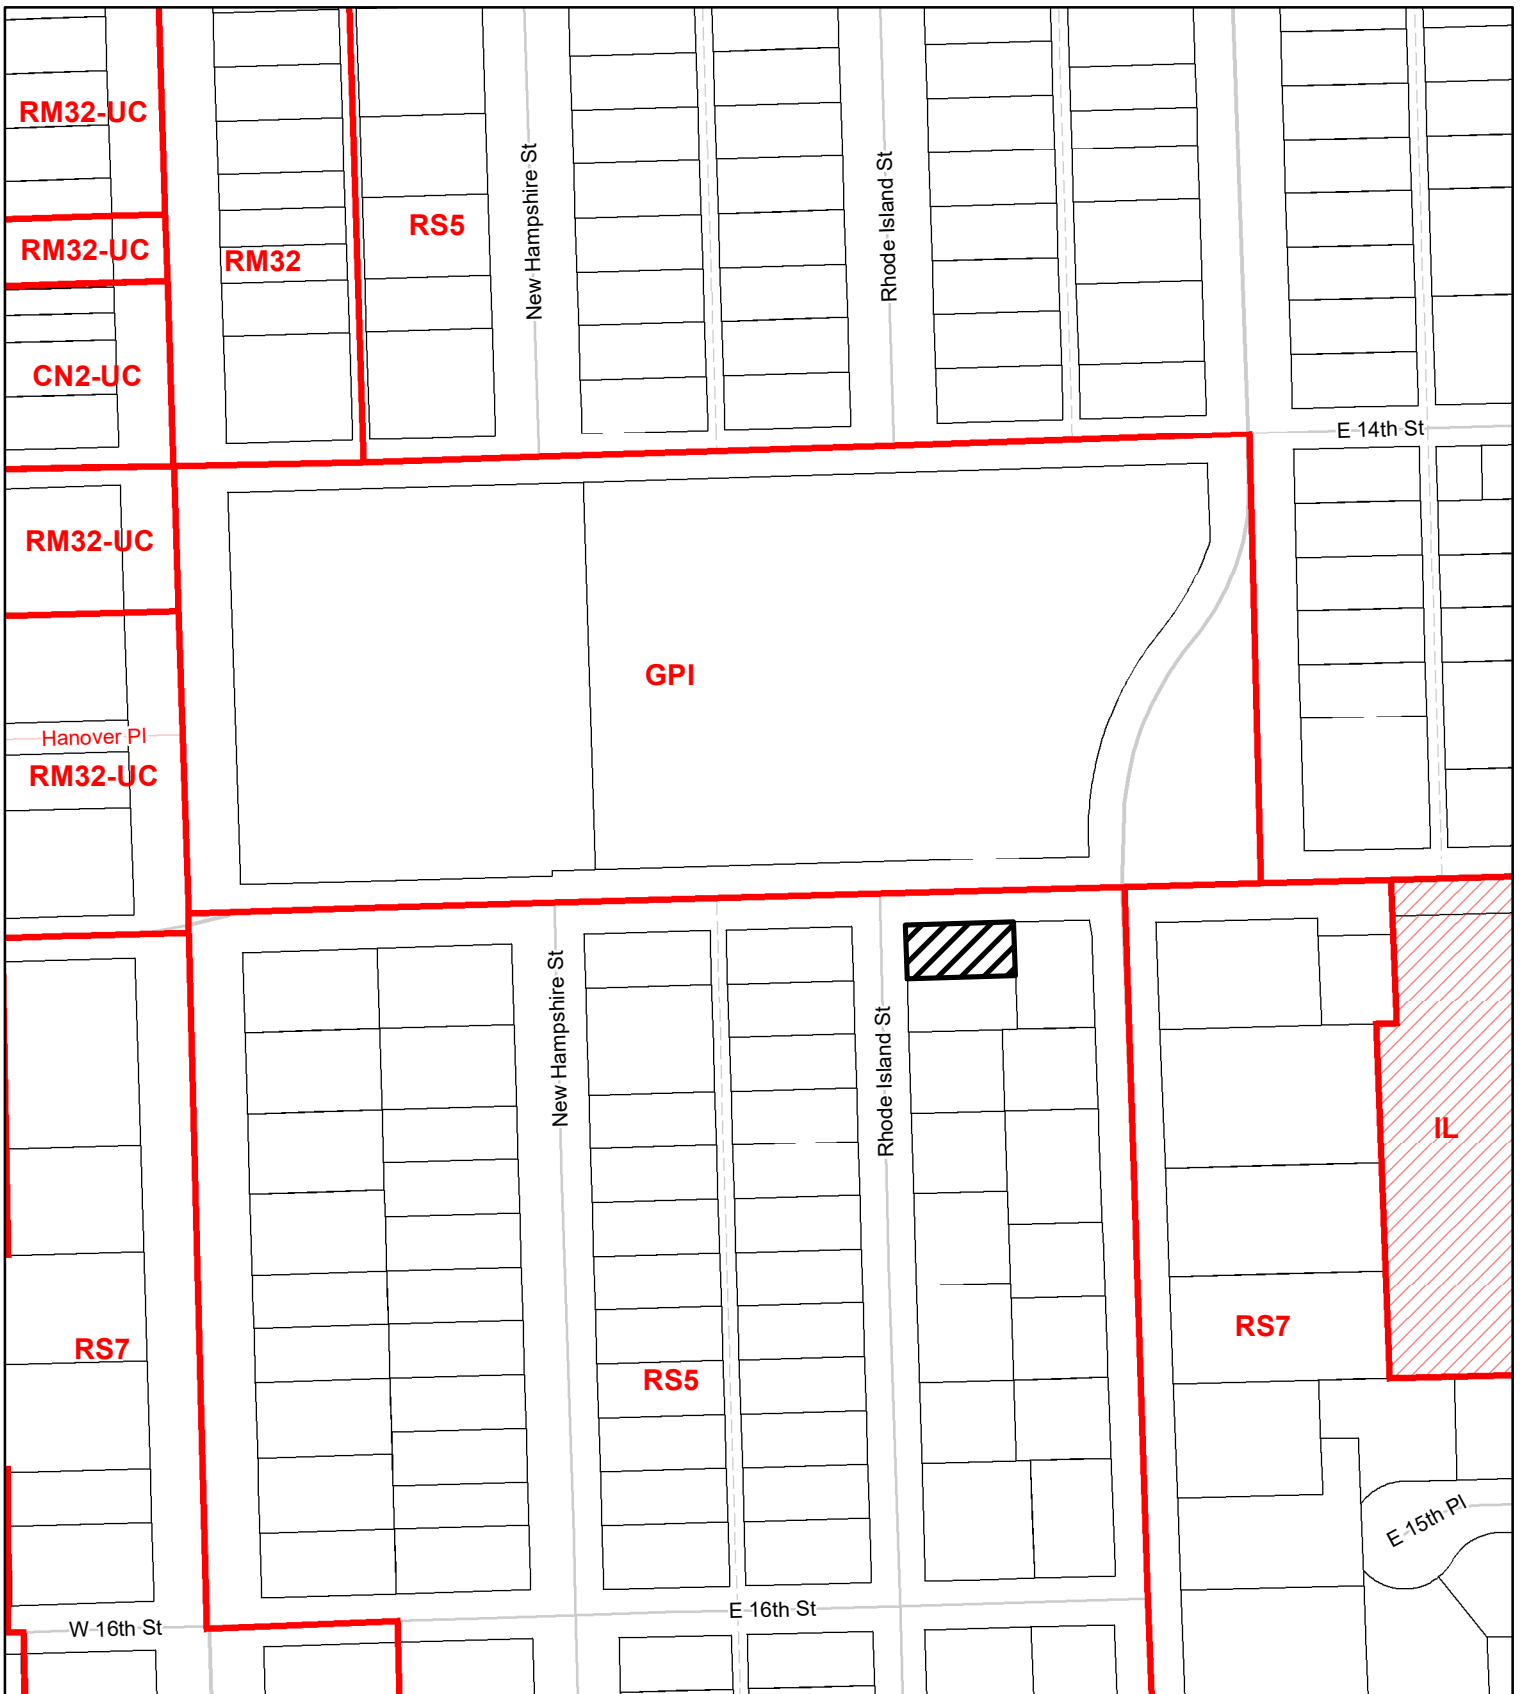 RM32-UC
RM32-UC
RM32
RS5
New Hampshire St
Rhode Island St
CN2-UC
E 14th St
RM32-UC
GPI
Hanover Pl
RM32-UC
New Hampshire St
Rhode Island St
IL
RS7
RS5
RS7
E 15th Pl
W 16th St
E 16th St